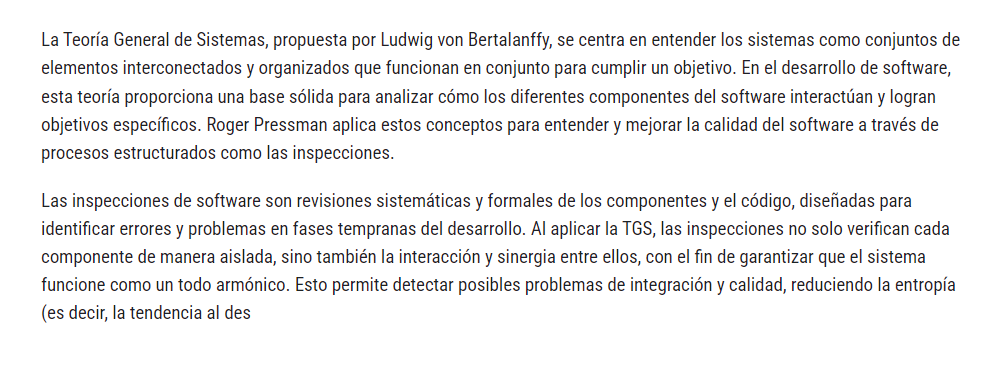 La Teoría General de Sistemas, propuesta por Ludwig von Bertalanffy, se centra en entender los sistemas como conjuntos de
elementos interconectados y organizados que funcionan en conjunto para cumplir un objetivo. En el desarrollo de software,
esta teoría proporciona una base sólida para analizar cómo los diferentes componentes del software interactúan y logran
objetivos específicos. Roger Pressman aplica estos conceptos para entender y mejorar la calidad del software a través de
procesos estructurados como las inspecciones.
Las inspecciones de software son revisiones sistemáticas y formales de los componentes y el código, diseñadas para
identificar errores y problemas en fases tempranas del desarrollo. Al aplicar la TGS, las inspecciones no solo verifican cada
componente de manera aislada, sino también la interacción y sinergia entre ellos, con el fin de garantizar que el sistema
funcione como un todo armónico. Esto permite detectar posibles problemas de integración y calidad, reduciendo la entropía
(es decir, la tendencia al des